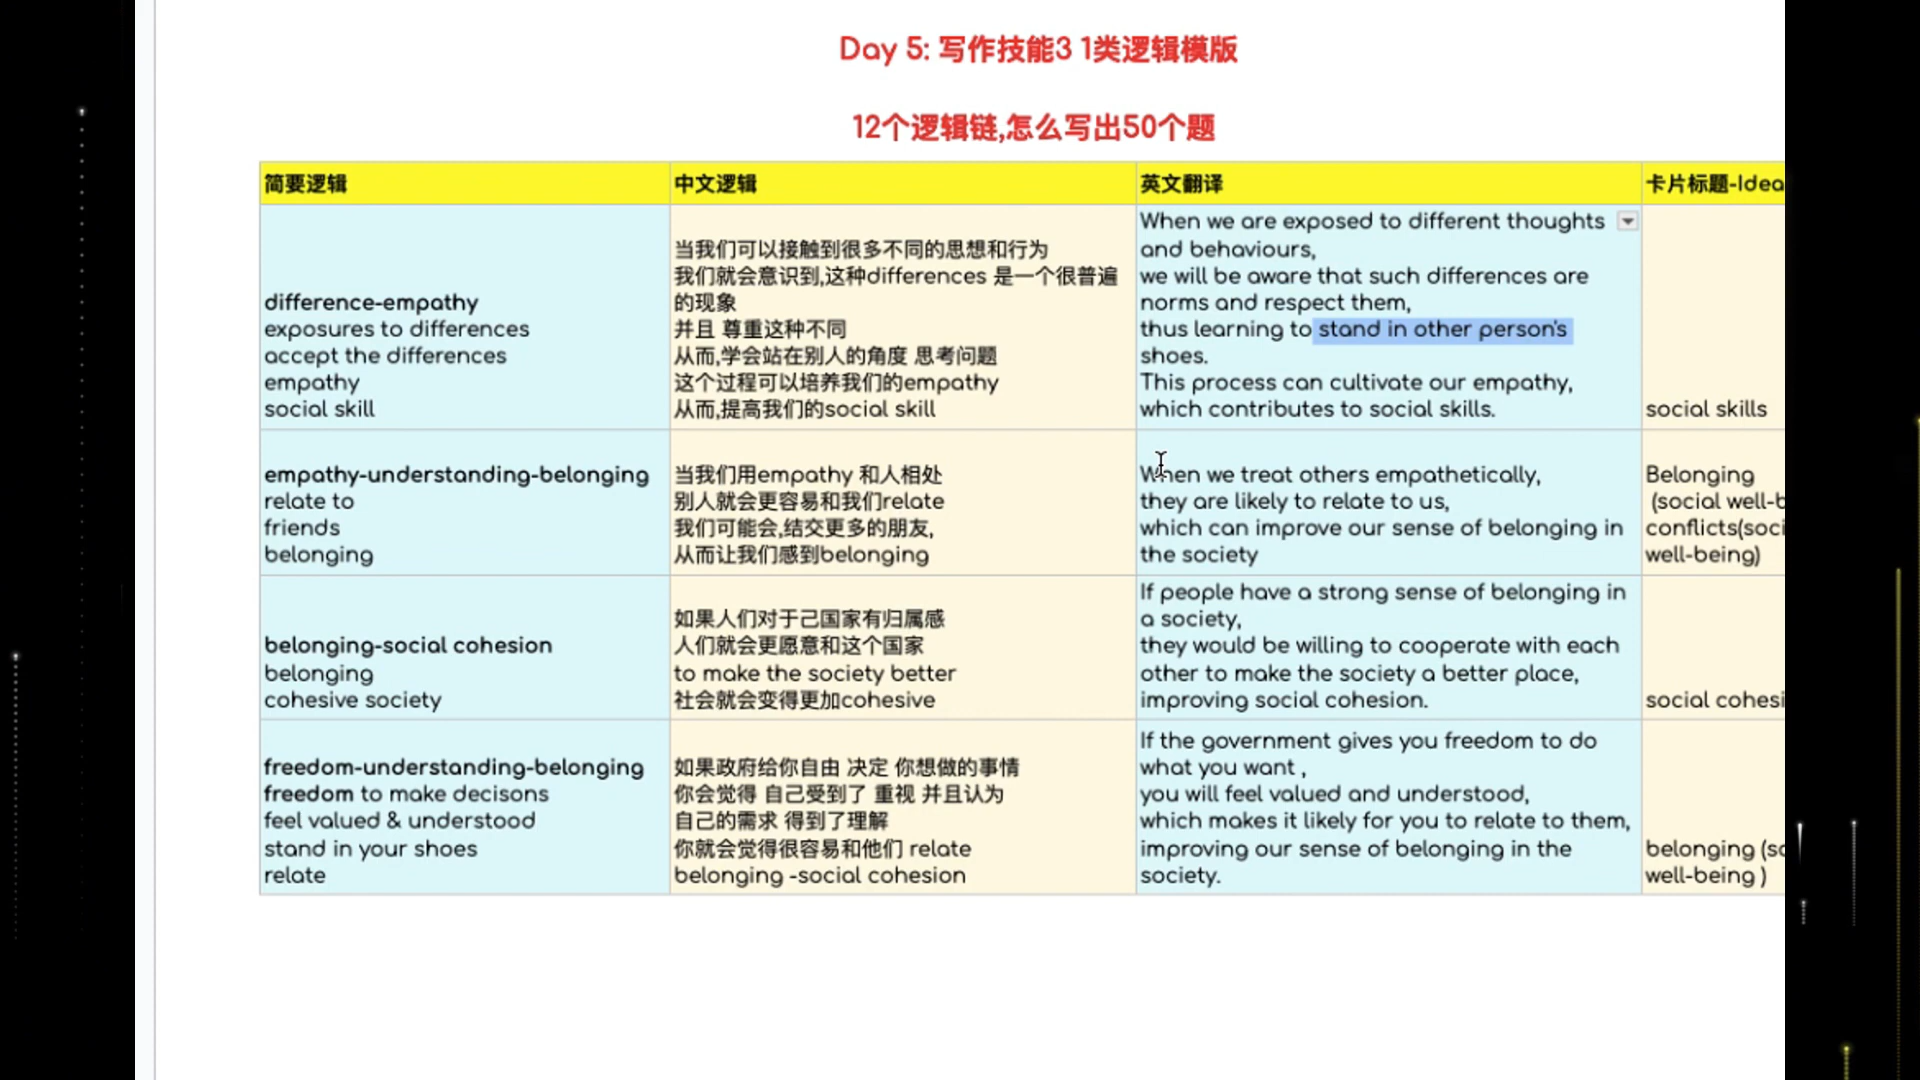 Day 5: 写作技能3 1类逻辑模版
12个逻辑链,怎么写出50个题
简要逻辑
中文逻辑
英文翻译
卡片标题-Idea
difference-empathy
exposures to differences
accept the differences
empathy
social skill
当我们可以接触到很多不同的思想和行为
我们就会意识到,这种differences 是一个很普遍
的现象
并且 尊重这种不同
从而,学会站在别人的角度 思考问题
这个过程可以培养我们的empathy
从而,提高我们的social skill
When we are exposed to different thoughts
and behaviours,
we will be aware that such differences are
norms and respect them,
thus learning to stand in other person's
shoes.
This process can cultivate our empathy,
which contributes to social skills.
social skills
empathy-understanding-belonging
relate to
friends
belonging
当我们用empathy 和人相处
别人就会更容易和我们relate
我们可能会,结交更多的朋友,
从而让我们感到belonging
When we treat others empathetically,
they are likely to relate to us,
which can improve our sense of belonging in
the society
Belonging
(social well-b
conflicts(soci
well-being)
belonging-social cohesion
belonging
cohesive society
如果人们对于己国家有归属感
人们就会更愿意和这个国家
to make the society better
社会就会变得更加cohesive
If people have a strong sense of belonging in
a society,
they would be willing to cooperate with each
other to make the society a better place,
improving social cohesion.
social cohesi
freedom-understanding-belonging
freedom to make decisons
feel valued & understood
stand in your shoes
relate
如果政府给你自由 决定 你想做的事情
你会觉得 自己受到了 重视 并且认为
自己的需求 得到了理解
你就会觉得很容易和他们 relate
belonging -social cohesion
If the government gives you freedom to do
what you want ,
you will feel valued and understood,
which makes it likely for you to relate to them,
improving our sense of belonging in the
society.
belonging (so
well-being )